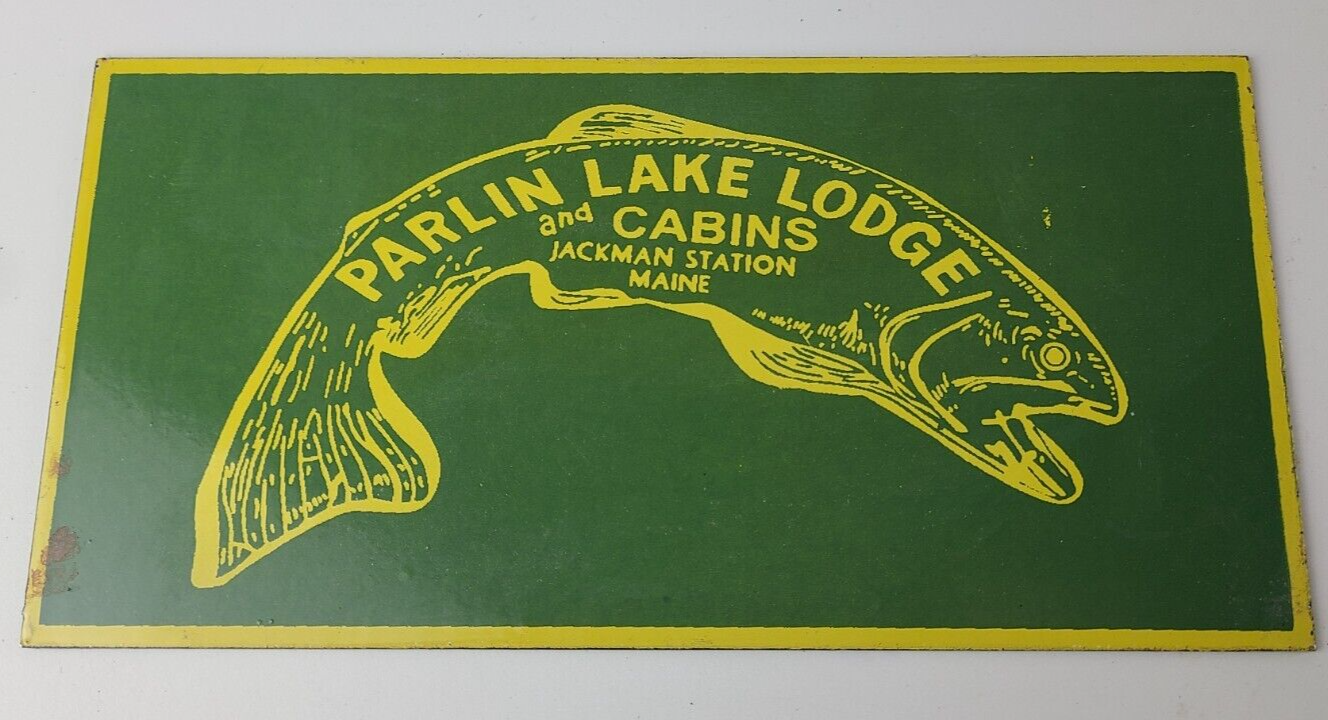 PARLIN LAKE LODGE
and CABINS
JACKMAN STATION
MAINE